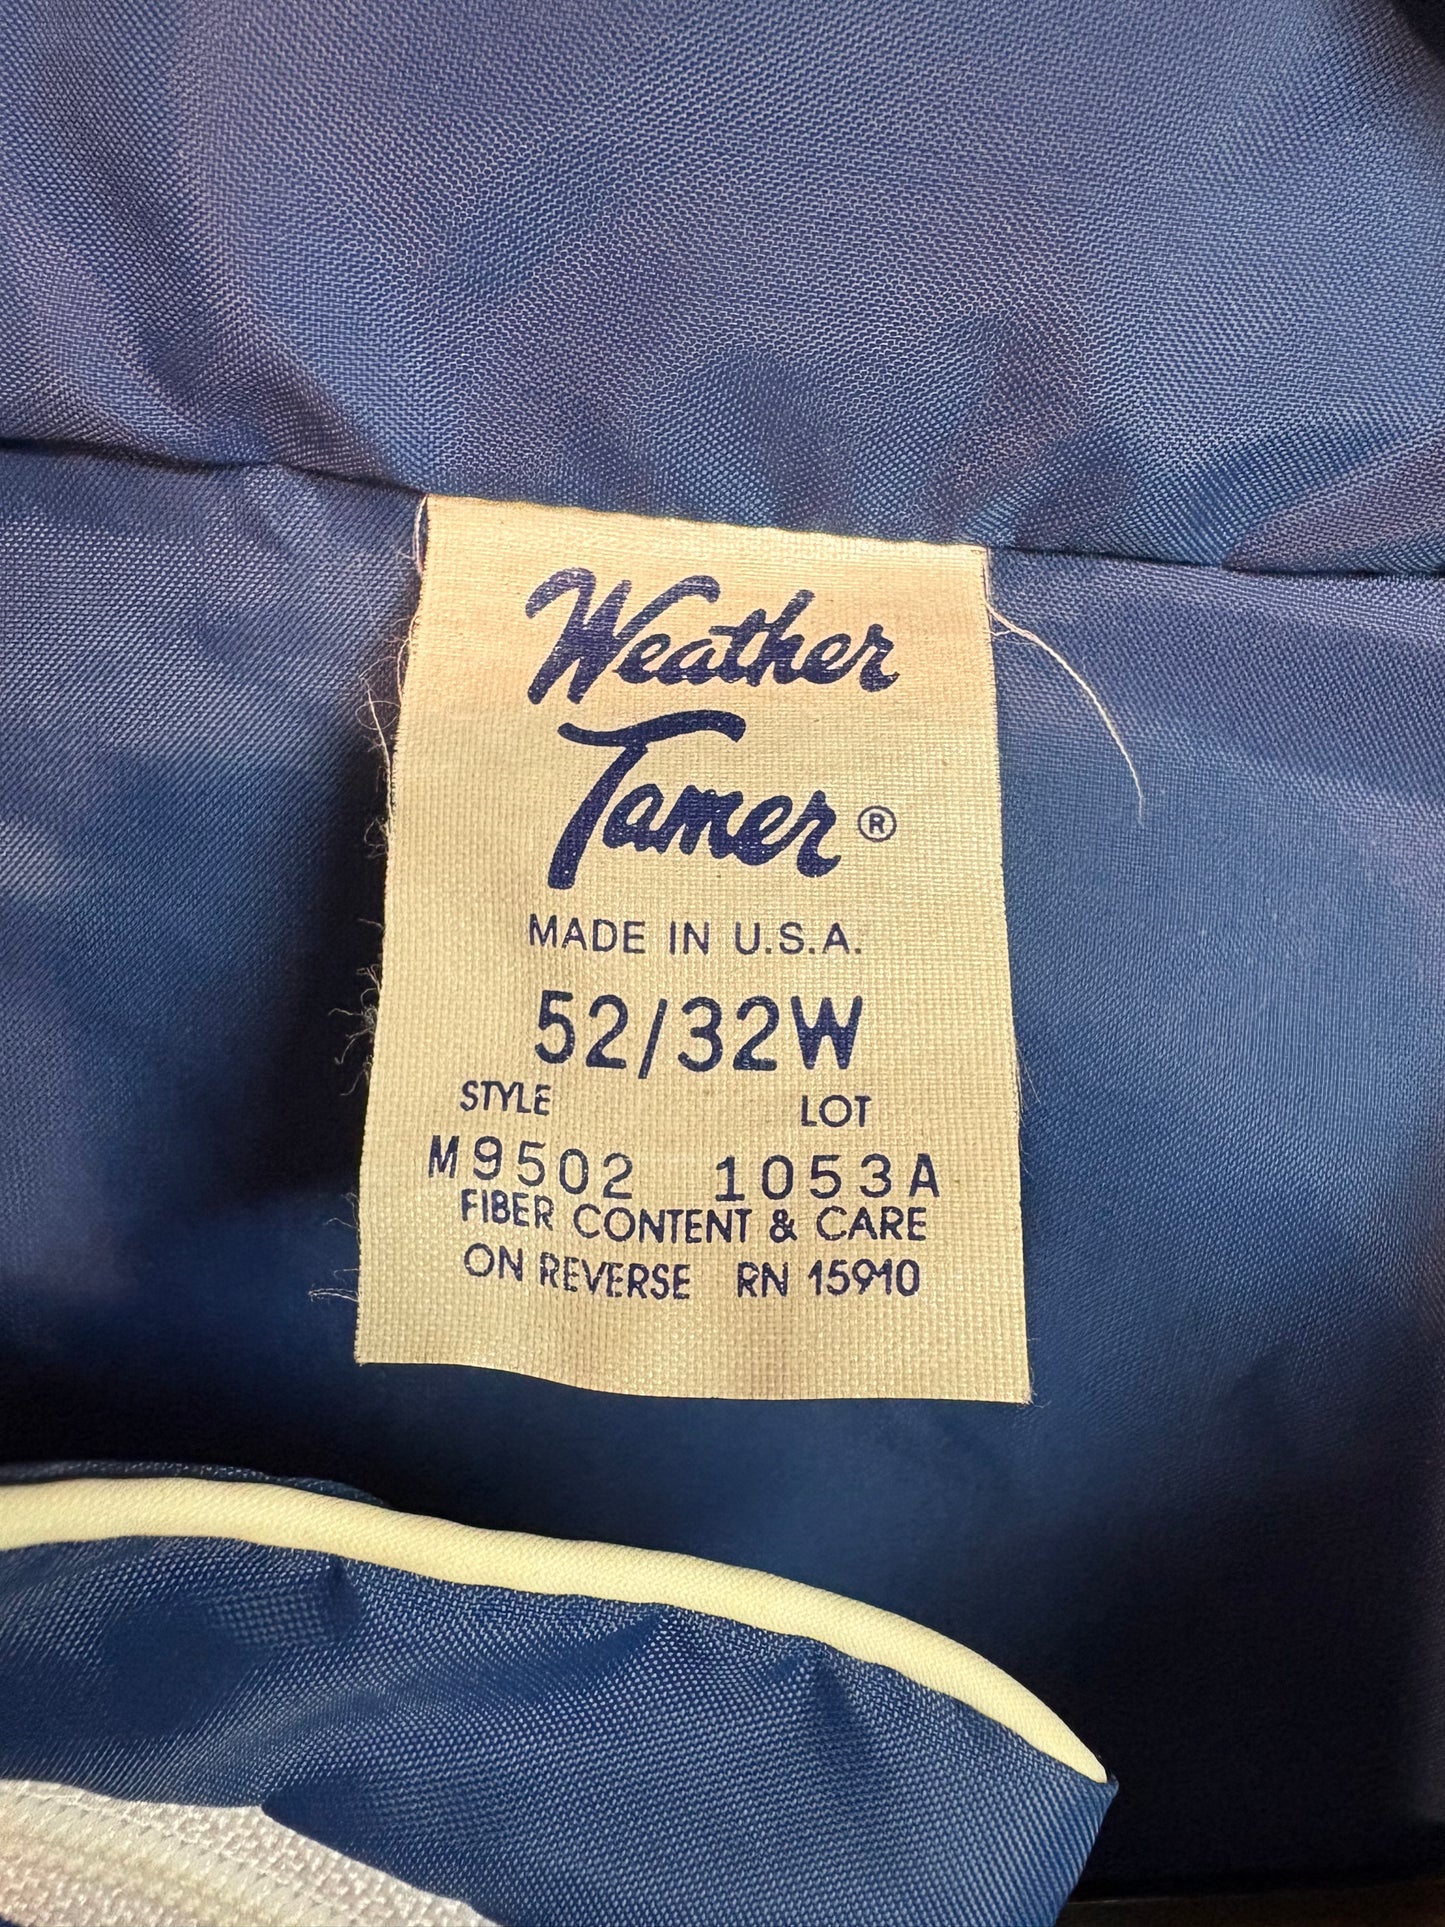 Weather
Tamer®
MADE IN U.S.A.
52/32W
STYLE LOT
M9502 1053A
FIBER CONTENT & CARE
ON REVERSE RN 15910